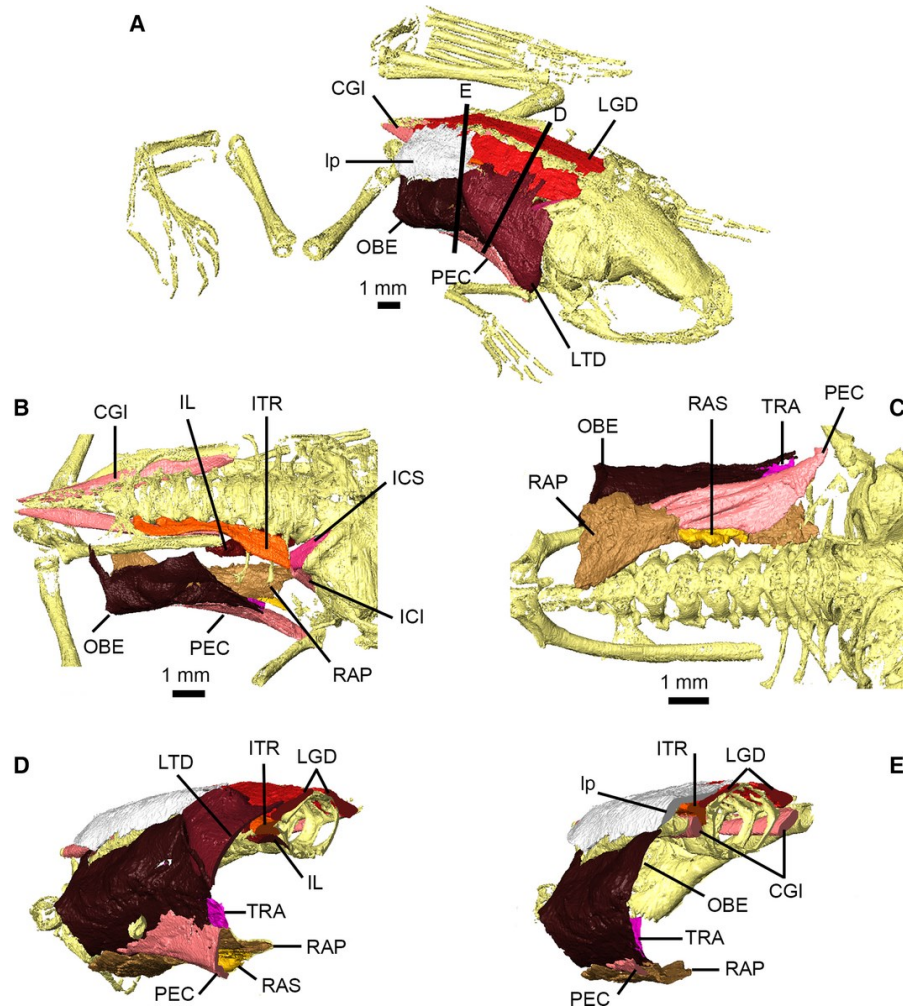 A
CGI
E
D
LGD
lp
OBE
PEC
1 mm
LTD
B
CGI
IL
ITR
ICS
ICI
OBE
PEC
RAP
1 mm
C
OBE
RAS
TRA
PEC
RAP
1 mm
D
LTD
ITR
LGD
IL
TRA
RAP
PEC
RAS
E
ITR
LGD
lp
CGI
OBE
TRA
RAP
PEC